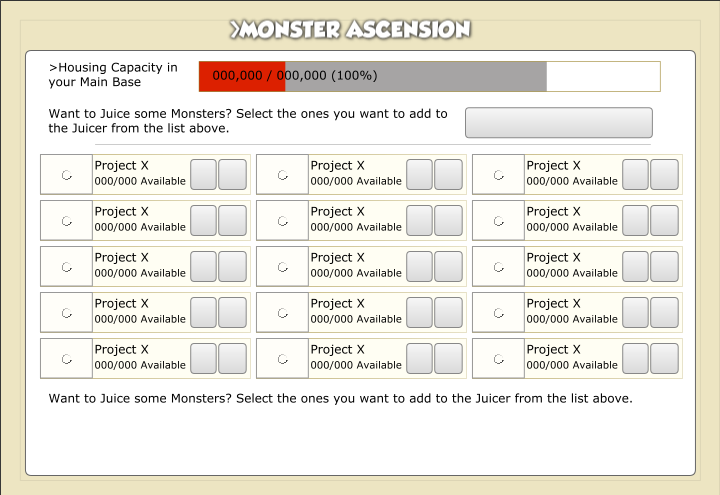 >MONSTER ASCENSION
>Housing Capacity in
your Main Base
000,000 / 000,000 (100%)
Want to Juice some Monsters? Select the ones you want to add to
the Juicer from the list above.
Project X
000/000 Available
Project X
000/000 Available
Project X
000/000 Available
Project X
000/000 Available
Project X
000/000 Available
Project X
000/000 Available
Project X
000/000 Available
Project X
000/000 Available
Project X
000/000 Available
Project X
000/000 Available
Project X
000/000 Available
Project X
000/000 Available
Project X
000/000 Available
Project X
000/000 Available
Project X
000/000 Available
Want to Juice some Monsters? Select the ones you want to add to the Juicer from the list above.